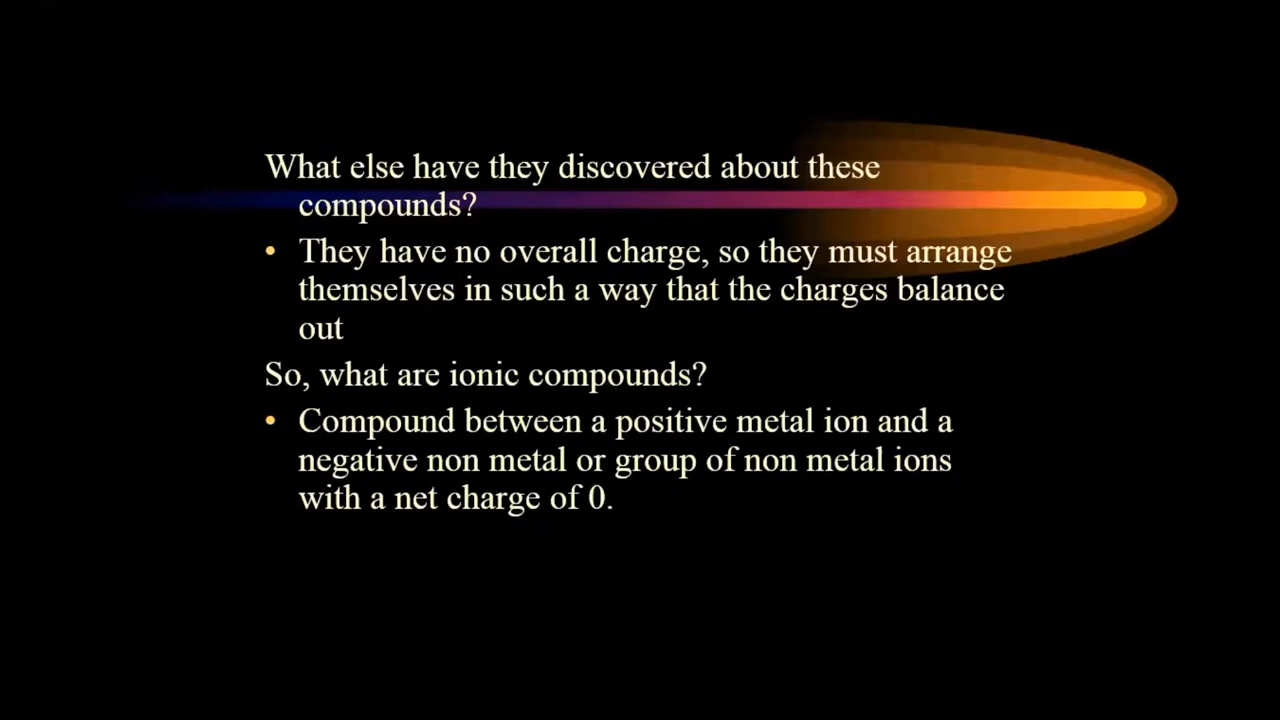 What else have they discovered about these
compounds?
• They have no overall charge, so they must arrange
themselves in such a way that the charges balance
out
So, what are ionic compounds?
• Compound between a positive metal ion and a
negative non metal or group of non metal ions
with a net charge of 0.